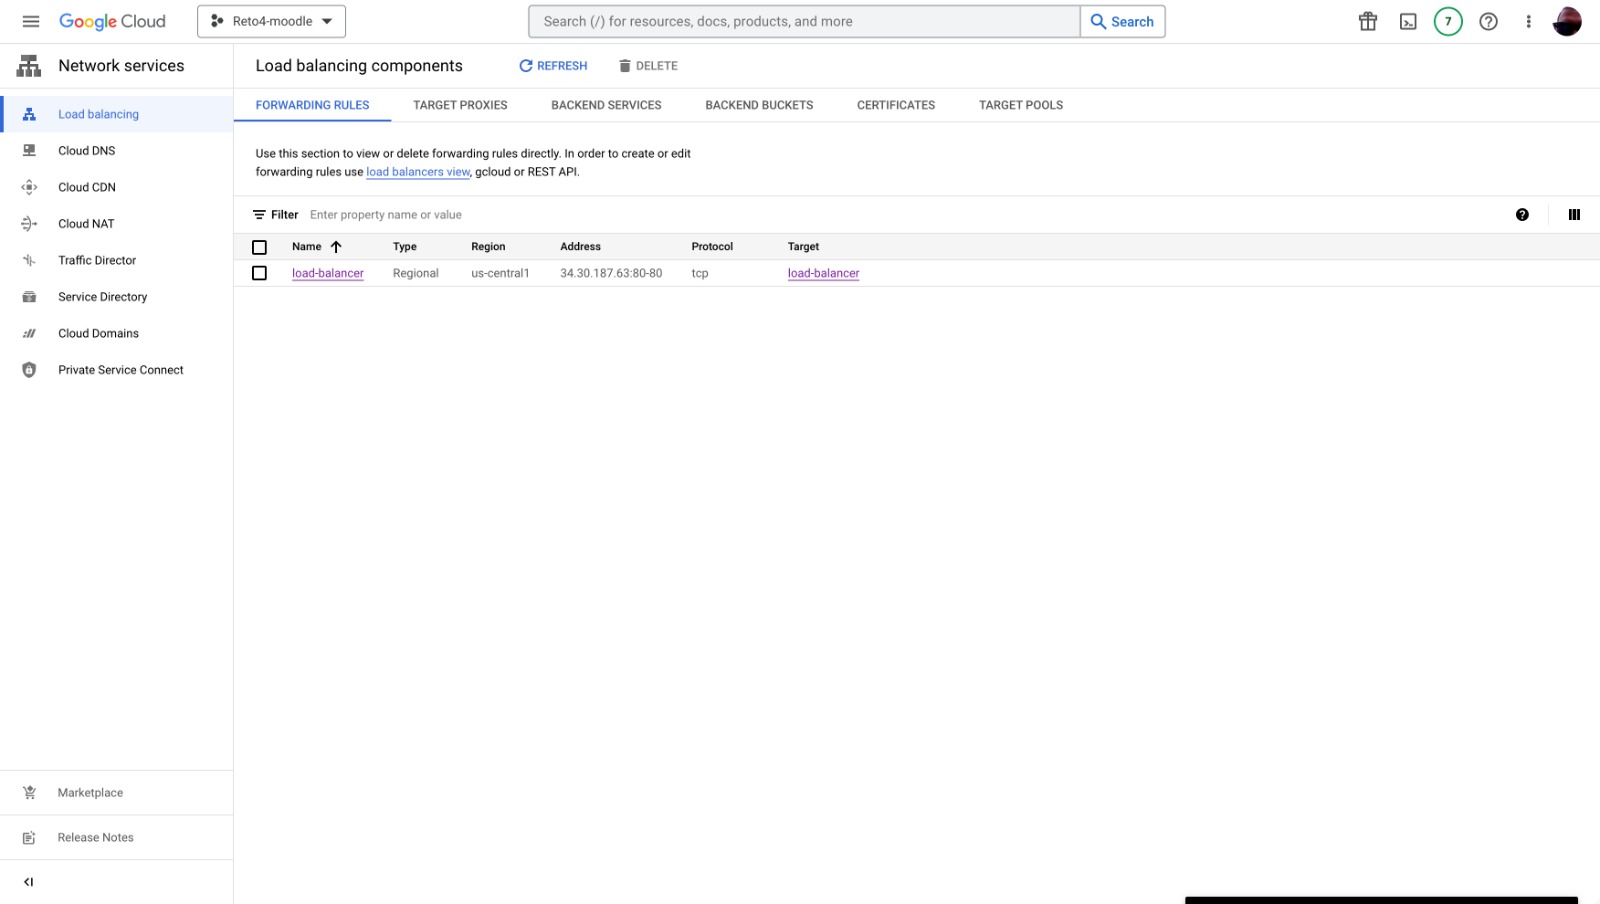 Google Cloud
Reto4-moodle
Search (/) for resources, docs, products, and more
Search
7
Network services
Load balancing components
REFRESH
DELETE
Load balancing
Cloud DNS
Cloud CDN
Cloud NAT
Traffic Director
Service Directory
Cloud Domains
Private Service Connect
FORWARDING RULES
TARGET PROXIES
BACKEND SERVICES
BACKEND BUCKETS
CERTIFICATES
TARGET POOLS
Use this section to view or delete forwarding rules directly. In order to create or edit
forwarding rules use load balancers view, gcloud or REST API.
Filter Enter property name or value
Name Type Region Address Protocol Target
load-balancer Regional us-central1 34.30.187.63:80-80 tcp load-balancer
Marketplace
Release Notes